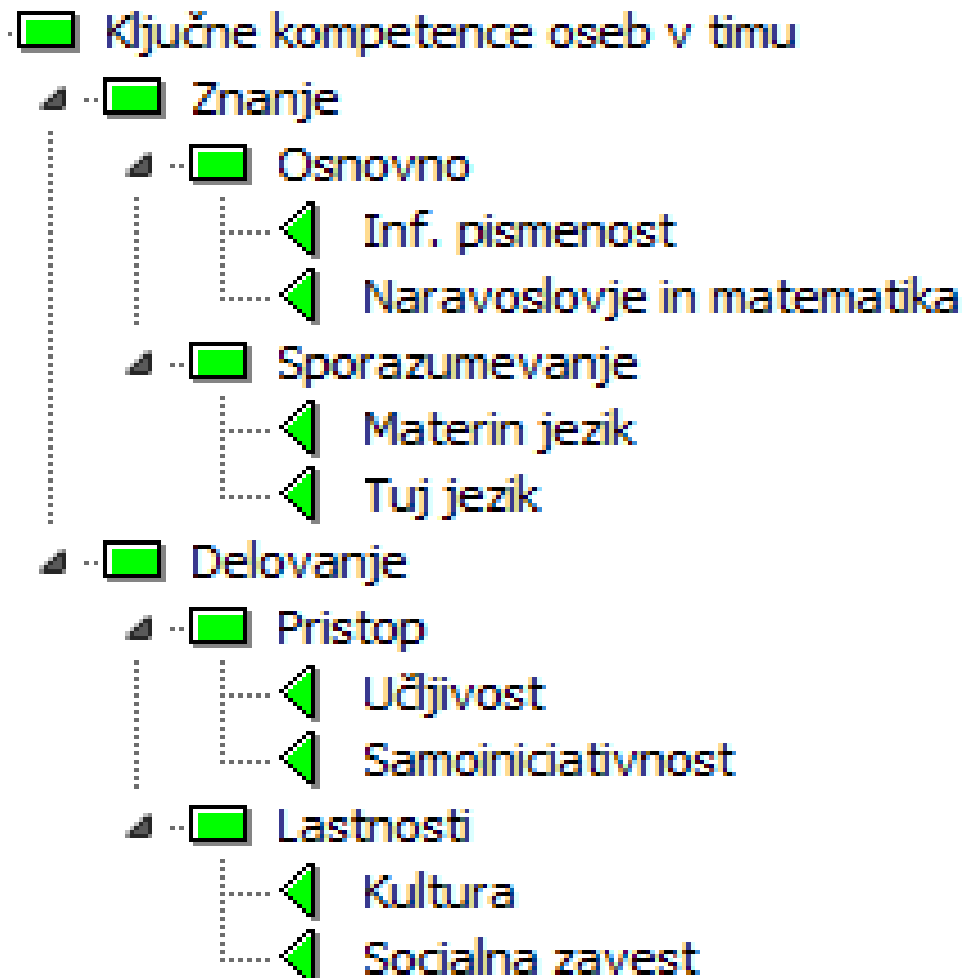 Ključne kompetence oseb v timu
Znanje
Osnovno
Inf. pismenost
Naravoslovje in matematika
Sporazumevanje
Materin jezik
Tuj jezik
Delovanje
Pristop
Učljivost
Samoiniciativnost
Lastnosti
Kultura
Socialna zavest